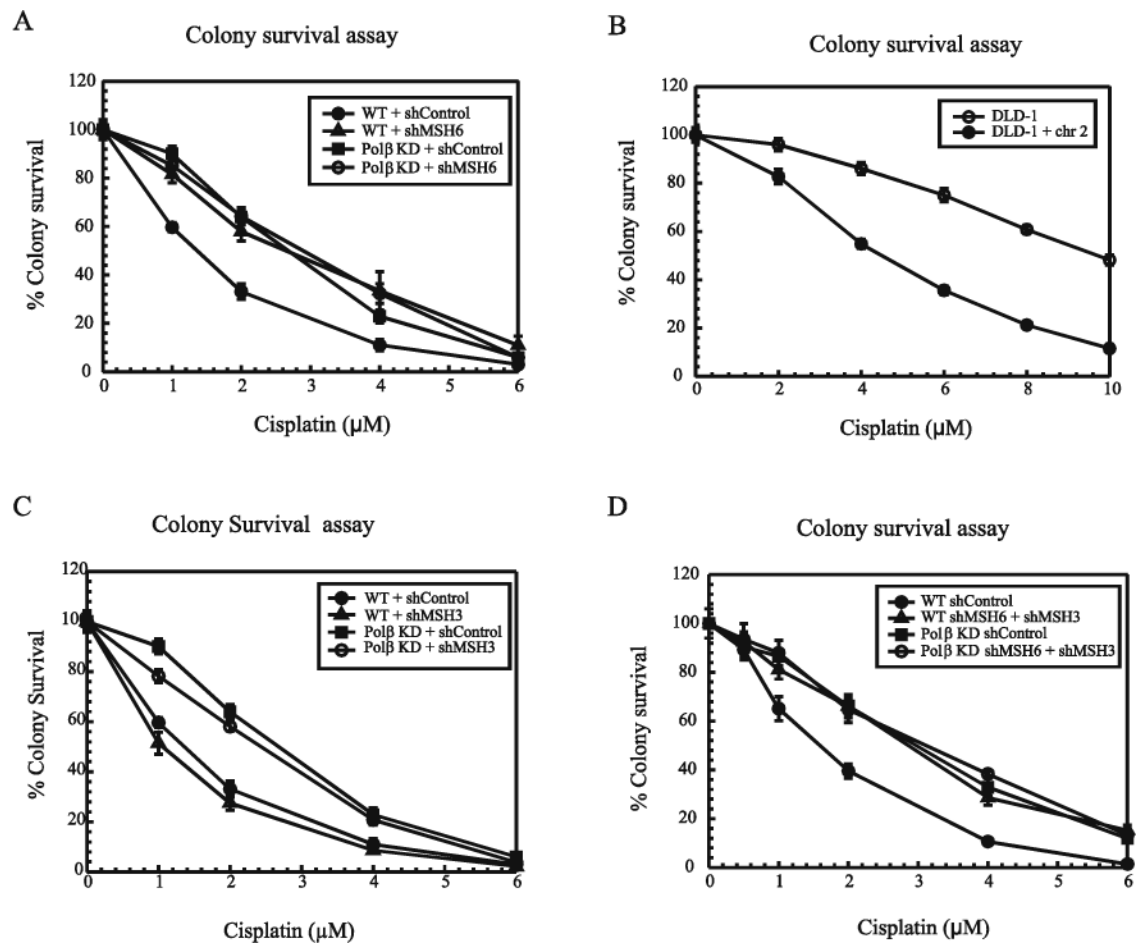 A
Colony survival assay
120
100
80
60
40
20
0
0 1 2 3 4 5 6
% Colony survival
Cisplatin (μM)
WT + shControl
WT + shMSH6
Polβ KD + shControl
Polβ KD + shMSH6
B
Colony survival assay
120
100
80
60
40
20
0
0 2 4 6 8 10
% Colony survival
Cisplatin (μM)
DLD-1
DLD-1 + chr 2
C
Colony Survival assay
120
100
80
60
40
20
0
0 1 2 3 4 5 6
% Colony Survival
Cisplatin (μM)
WT + shControl
WT + shMSH3
Polβ KD + shControl
Polβ KD + shMSH3
D
Colony survival assay
120
100
80
60
40
20
0
0 1 2 3 4 5 6
% Colony survival
Cisplatin (μM)
WT shControl
WT shMSH6 + shMSH3
Polβ KD shControl
Polβ KD shMSH6 + shMSH3